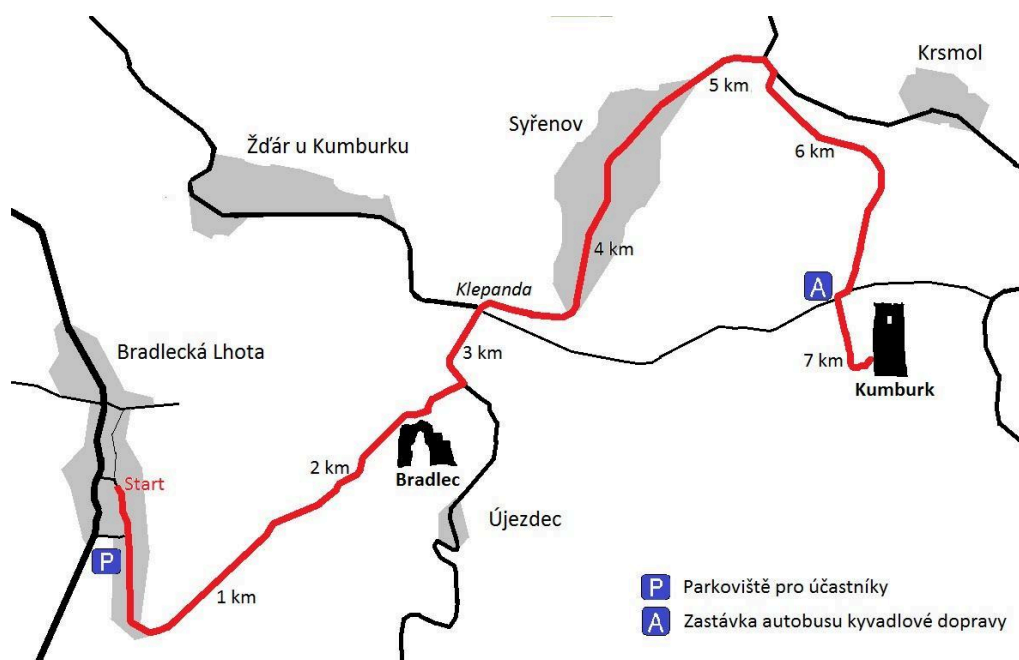 Krsmol
5 km
Syřenov
6 km
Žďár u Kumburku
4 km
A
Klepanda
Bradlecká Lhota
3 km
7 km
Kumburk
2 km
Bradlec
Start
Újezdec
P
1 km
P Parkoviště pro účastníky
A Zastávka autobusu kyvadlové dopravy